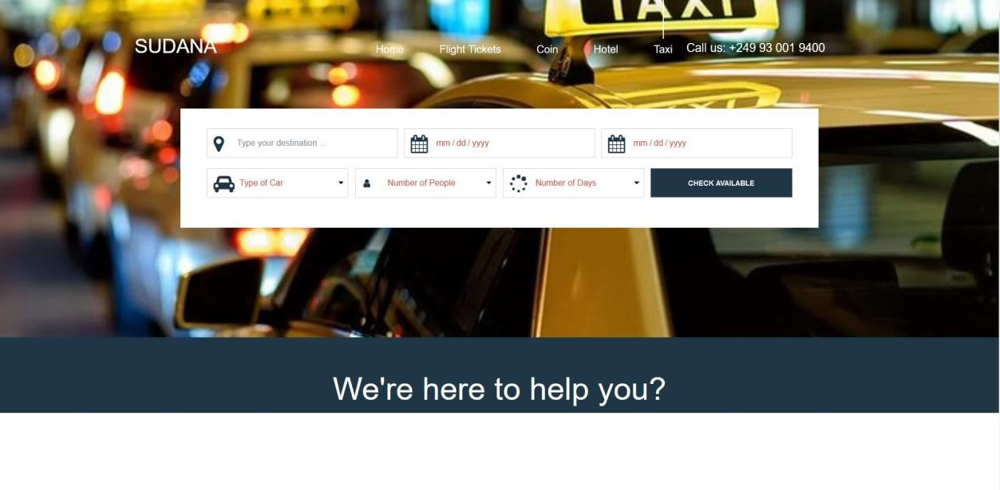 TAXI
SUDANA
Home Flight Tickets Coin Hotel Taxi Call us: +249 93 001 9400
Type your destination ... mm / dd / yyyy mm / dd / yyyy
Type of Car Number of People Number of Days CHECK AVAILABLE
We're here to help you?